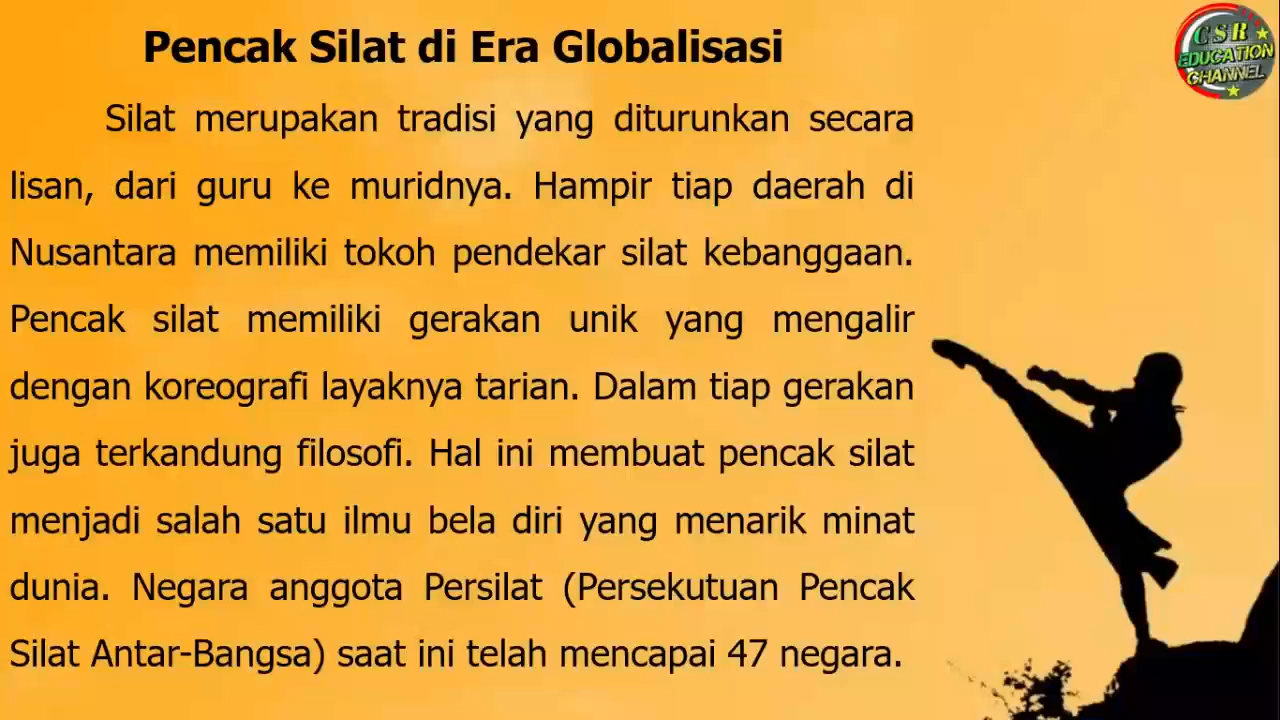 Pencak Silat di Era Globalisasi
Silat merupakan tradisi yang diturunkan secara
lisan, dari guru ke muridnya. Hampir tiap daerah di
Nusantara memiliki tokoh pendekar silat kebanggaan.
Pencak silat memiliki gerakan unik yang mengalir
dengan koreografi layaknya tarian. Dalam tiap gerakan
juga terkandung filosofi. Hal ini membuat pencak silat
menjadi salah satu ilmu bela diri yang menarik minat
dunia. Negara anggota Persilat (Persekutuan Pencak
Silat Antar-Bangsa) saat ini telah mencapai 47 negara.
CSR
EDUCATION
CHANNEL